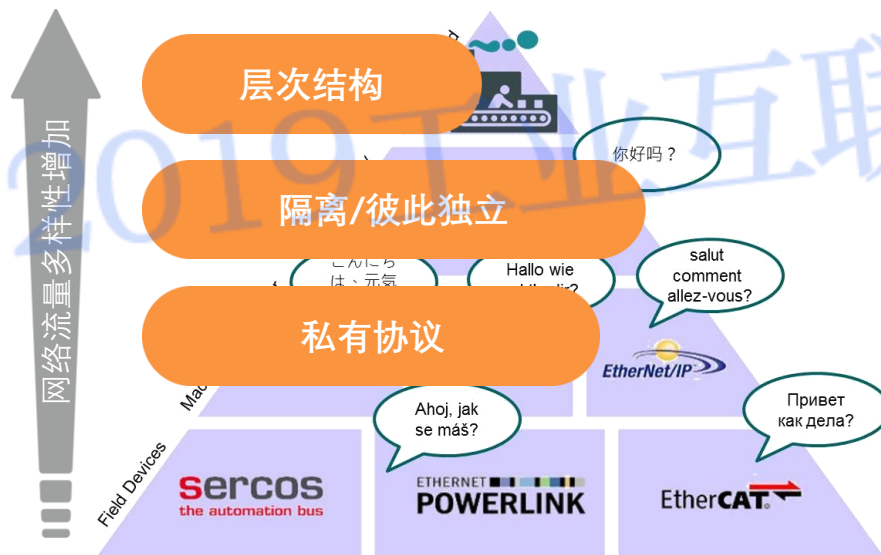 层次结构
2019工业互联
你好吗？
隔离/彼此独立
网络流量多样性增加
は、元気
Hallo wie
salut
comment
allez-vous?
私有协议
EtherNet/IP
Ahoj, jak
se máš?
Привет
как дела?
Field Devices
sercos
the automation bus
ETHERNET
POWERLINK
EtherCAT